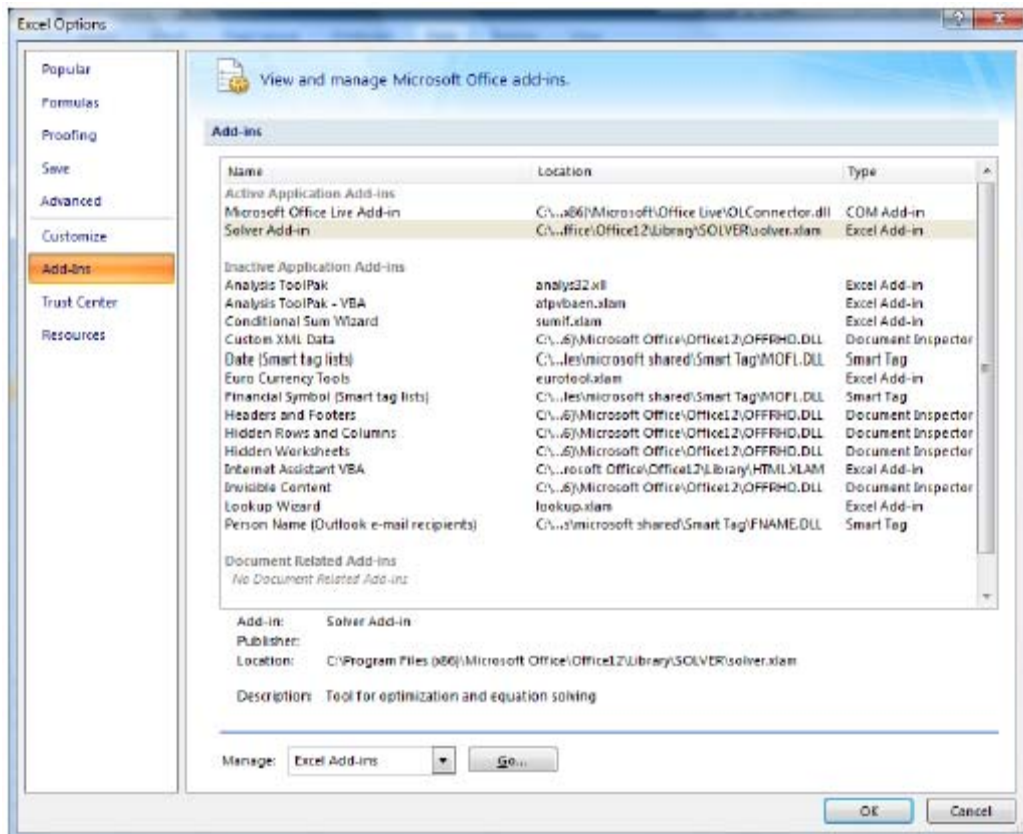 Excel Options
Popular
Formulas
Proofing
Save
Advanced
Customize
Add-Ins
Trust Center
Resources
View and manage Microsoft Office add-ins.
Add-ins
Name Location Type
Active Application Add-ins
Microsoft Office Live Add-in C:\...x86)\Microsoft\Office Live\OLConnector.dll COM Add-in
Solver Add-in C:\...ffice\Office12\Library\SOLVER\solver.xlam Excel Add-in
Inactive Application Add-ins
Analysis ToolPak analys32.xll Excel Add-in
Analysis ToolPak - VBA atpvbaen.xlam Excel Add-in
Conditional Sum Wizard sumif.xlam Excel Add-in
Custom XML Data C:\...6)\Microsoft Office\Office12\OFFRHD.DLL Document Inspector
Date (Smart tag lists) C:\...les\microsoft shared\Smart Tag\MOFL.DLL Smart Tag
Euro Currency Tools eurotool.xlam Excel Add-in
Financial Symbol (Smart tag lists) C:\...les\microsoft shared\Smart Tag\MOFL.DLL Smart Tag
Headers and Footers C:\...6)\Microsoft Office\Office12\OFFRHD.DLL Document Inspector
Hidden Rows and Columns C:\...6)\Microsoft Office\Office12\OFFRHD.DLL Document Inspector
Hidden Worksheets C:\...6)\Microsoft Office\Office12\OFFRHD.DLL Document Inspector
Internet Assistant VBA C:\...rosoft Office\Office12\Library\HTML.XLAM Excel Add-in
Invisible Content C:\...6)\Microsoft Office\Office12\OFFRHD.DLL Document Inspector
Lookup Wizard lookup.xlam Excel Add-in
Person Name (Outlook e-mail recipients) C:\...s\microsoft shared\Smart Tag\FNAME.DLL Smart Tag
Document Related Add-ins
No Document Related Add-ins
Add-in: Solver Add-in
Publisher:
Location: C:\Program Files (x86)\Microsoft Office\Office12\Library\SOLVER\solver.xlam
Description: Tool for optimization and equation solving
Manage: Excel Add-ins Go...
OK Cancel